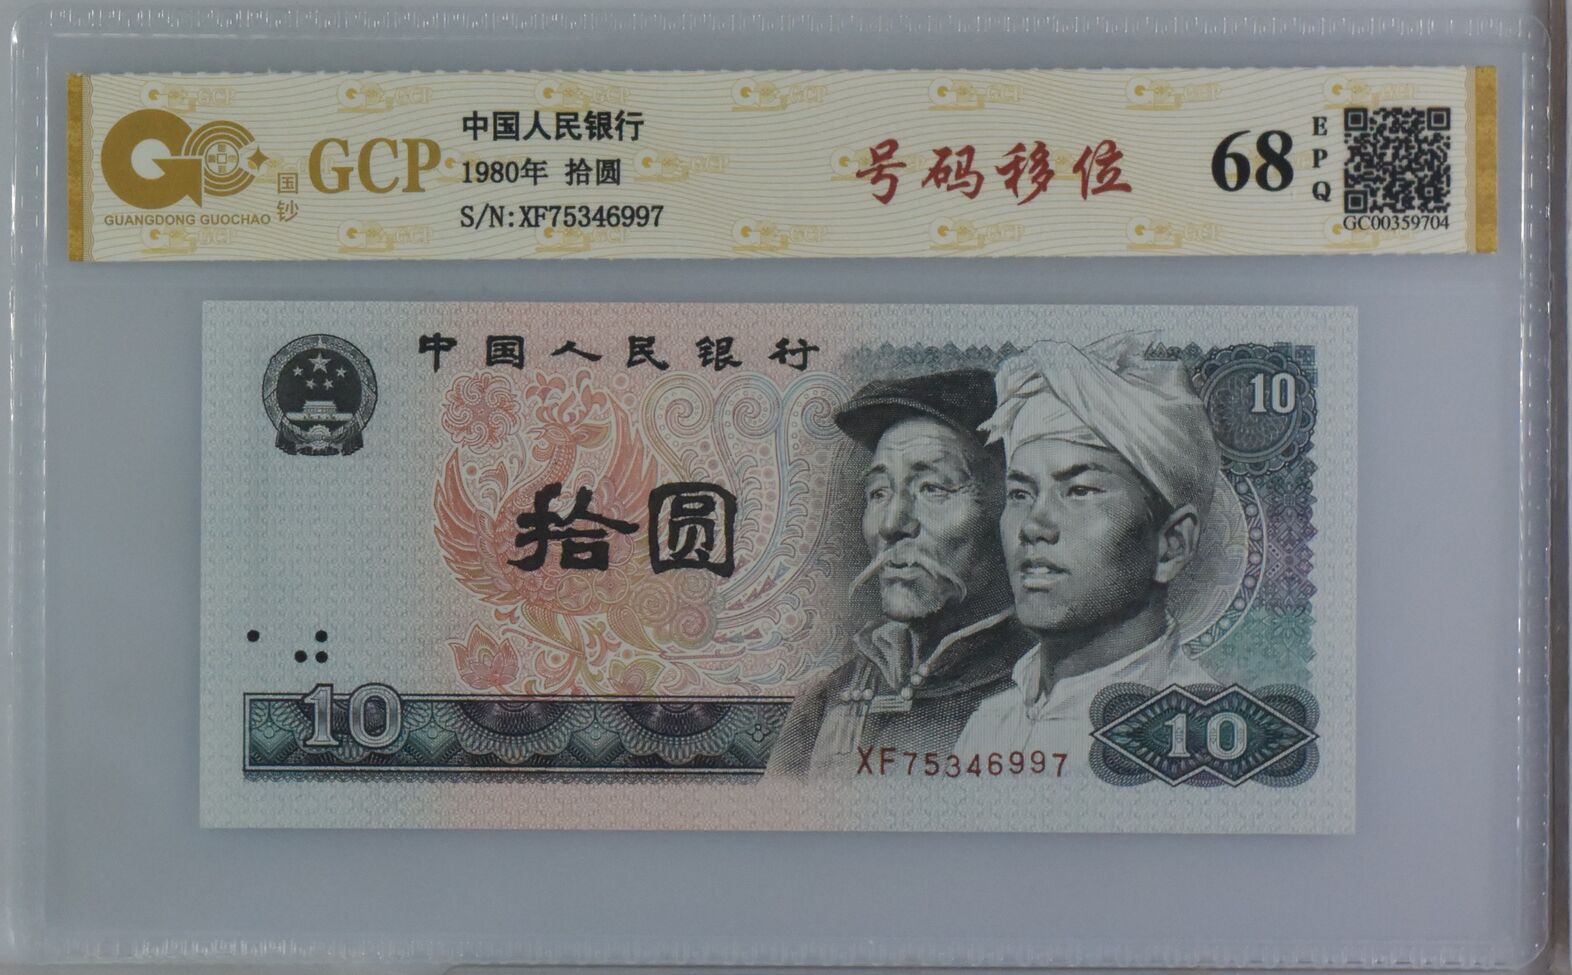 GCP
国钞
GUANGDONG GUOCHAO
中国人民银行
1980年 拾圆
S/N:XF75346997
号码移位
68
EPQ
GC00359704
中国人民银行
10
拾圆
10
XF75346997
10